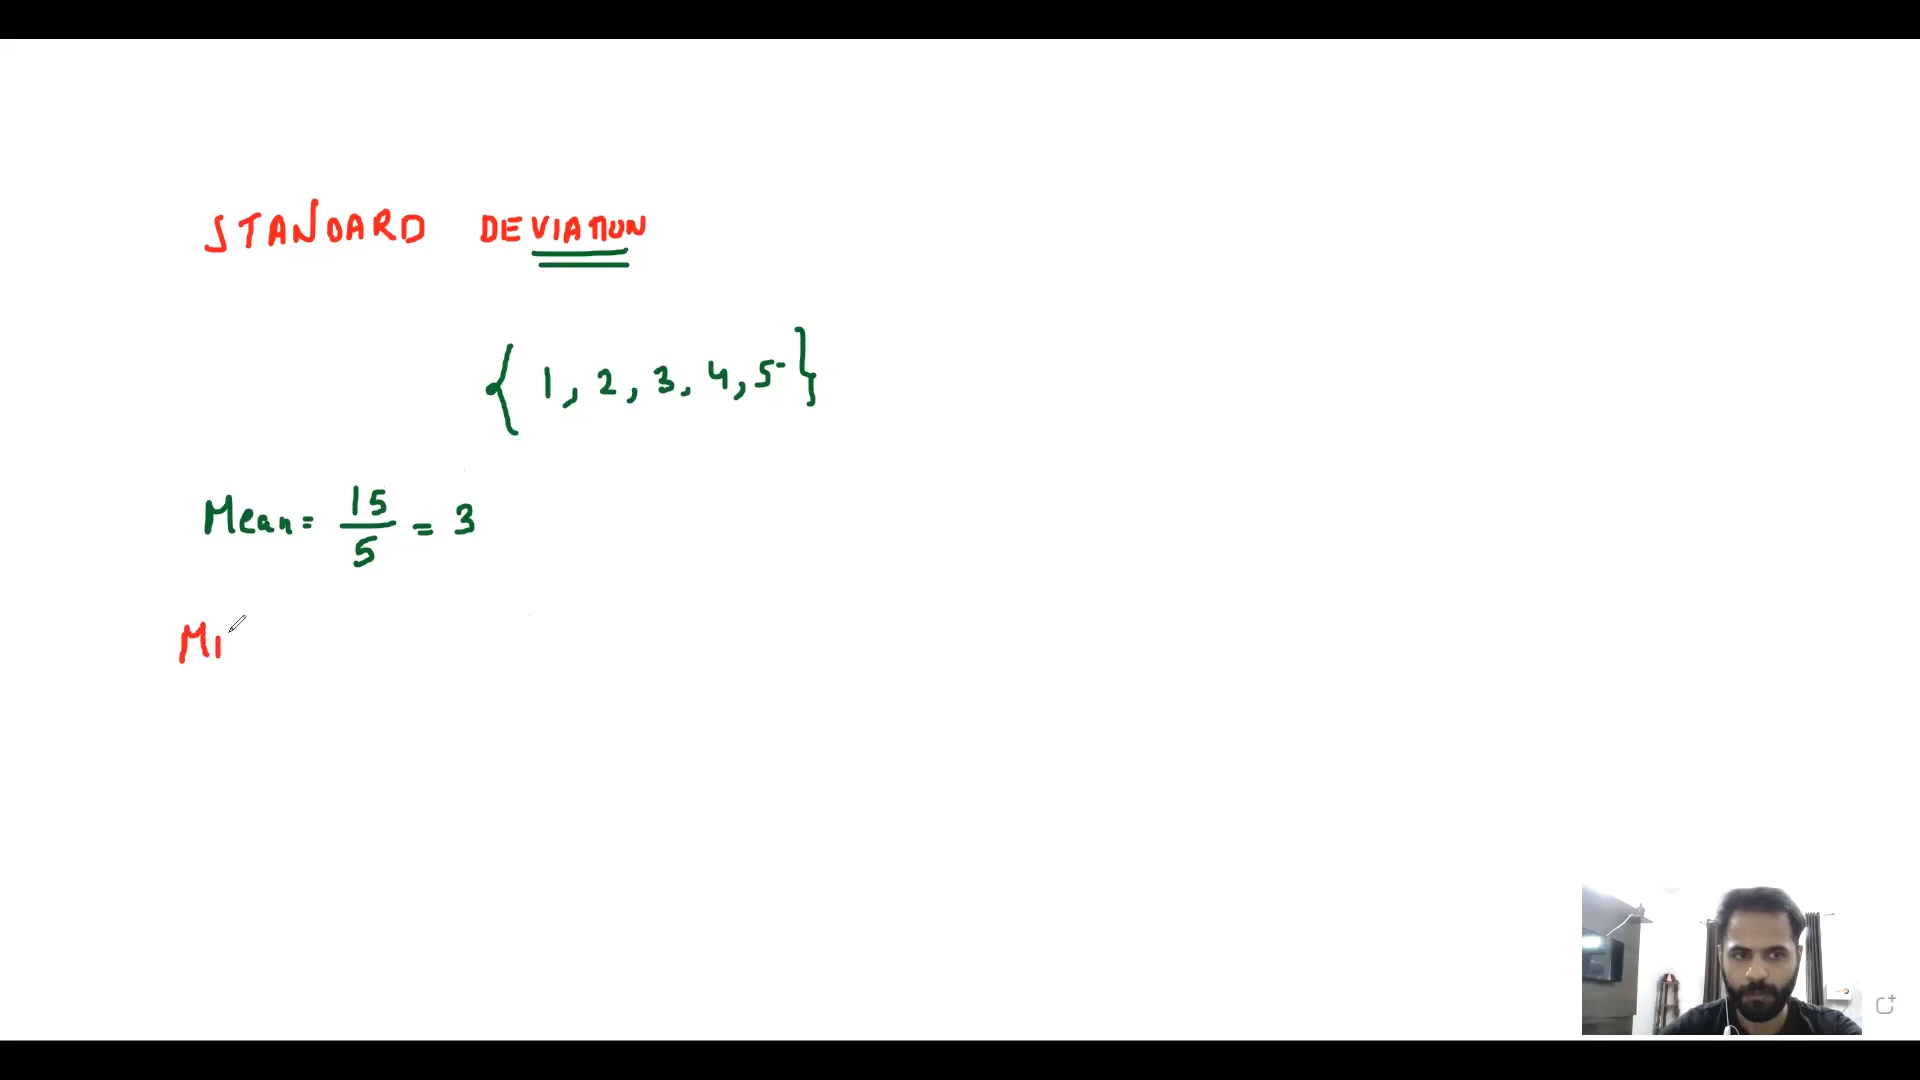 STANDARD DEVIATION
{ 1, 2, 3, 4, 5 }
Mean = 15/5 = 3
MI